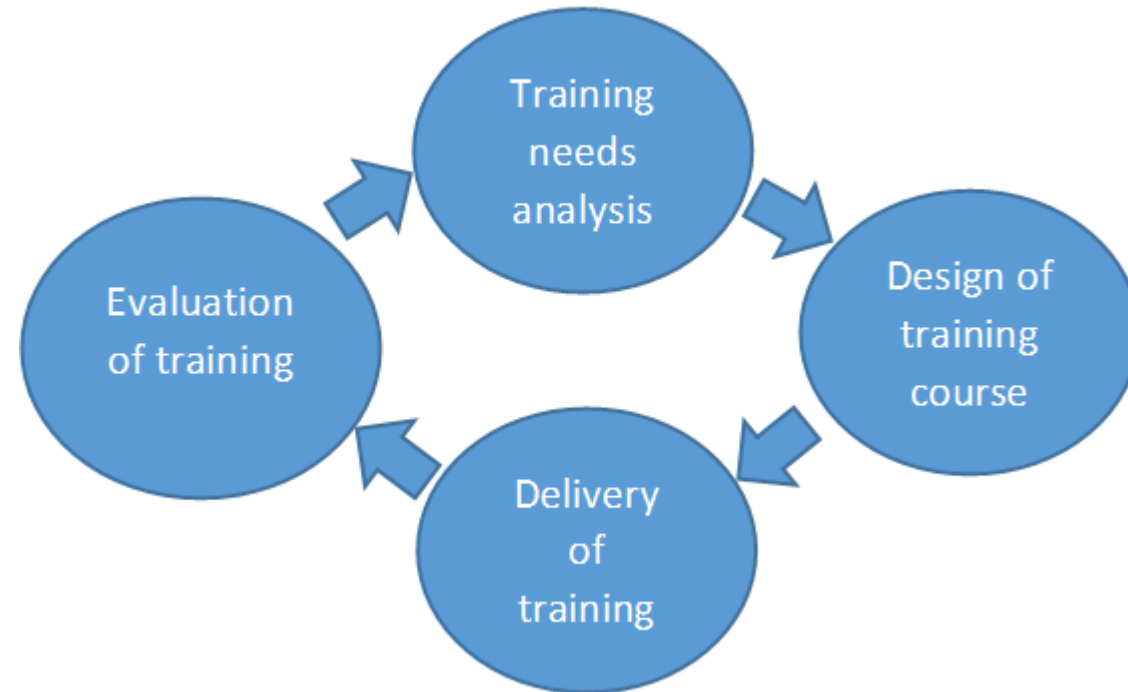 Training
needs
analysis
Design of
training
course
Delivery
of
training
Evaluation
of training